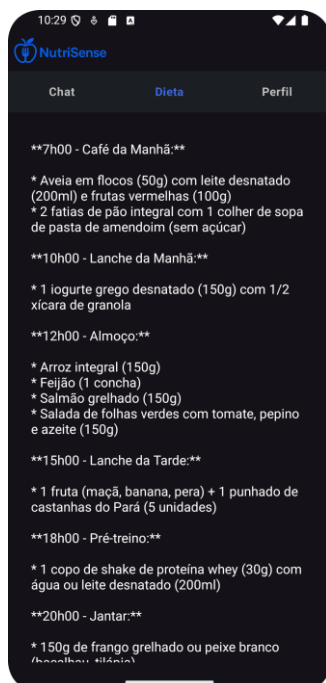 10:29
NutriSense
Chat Dieta Perfil
**7h00 - Café da Manhã:**
* Aveia em flocos (50g) com leite desnatado
(200ml) e frutas vermelhas (100g)
* 2 fatias de pão integral com 1 colher de sopa
de pasta de amendoim (sem açúcar)
**10h00 - Lanche da Manhã:**
* 1 iogurte grego desnatado (150g) com 1/2
xícara de granola
**12h00 - Almoço:**
* Arroz integral (150g)
* Feijão (1 concha)
* Salmão grelhado (150g)
* Salada de folhas verdes com tomate, pepino
e azeite (150g)
**15h00 - Lanche da Tarde:**
* 1 fruta (maçã, banana, pera) + 1 punhado de
castanhas do Pará (5 unidades)
**18h00 - Pré-treino:**
* 1 copo de shake de proteína whey (30g) com
água ou leite desnatado (200ml)
**20h00 - Jantar:**
* 150g de frango grelhado ou peixe branco
(bacalhau, tilápia)